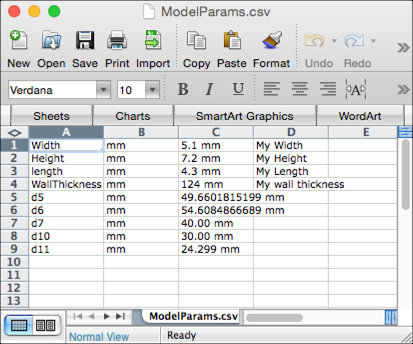 ModelParams.csv
New Open Save Print Import Copy Paste Format Undo Redo
Verdana 10 B I U A
Sheets Charts SmartArt Graphics WordArt
A B C D E
1 Width mm 5.1 mm My Width
2 Height mm 7.2 mm My Height
3 length mm 4.3 mm My Length
4 WallThickness mm 124 mm My wall thickness
5 d5 mm 49.6601815199 mm
6 d6 mm 54.6084866689 mm
7 d7 mm 40.00 mm
8 d10 mm 30.00 mm
9 d11 mm 24.299 mm
10
11
12
13
ModelParams.csv
Normal View Ready